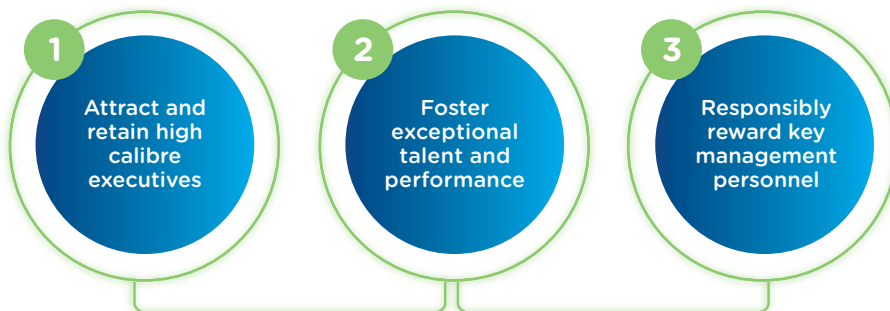 1
Attract and
retain high
calibre
executives
2
Foster
exceptional
talent and
performance
3
Responsibly
reward key
management
personnel